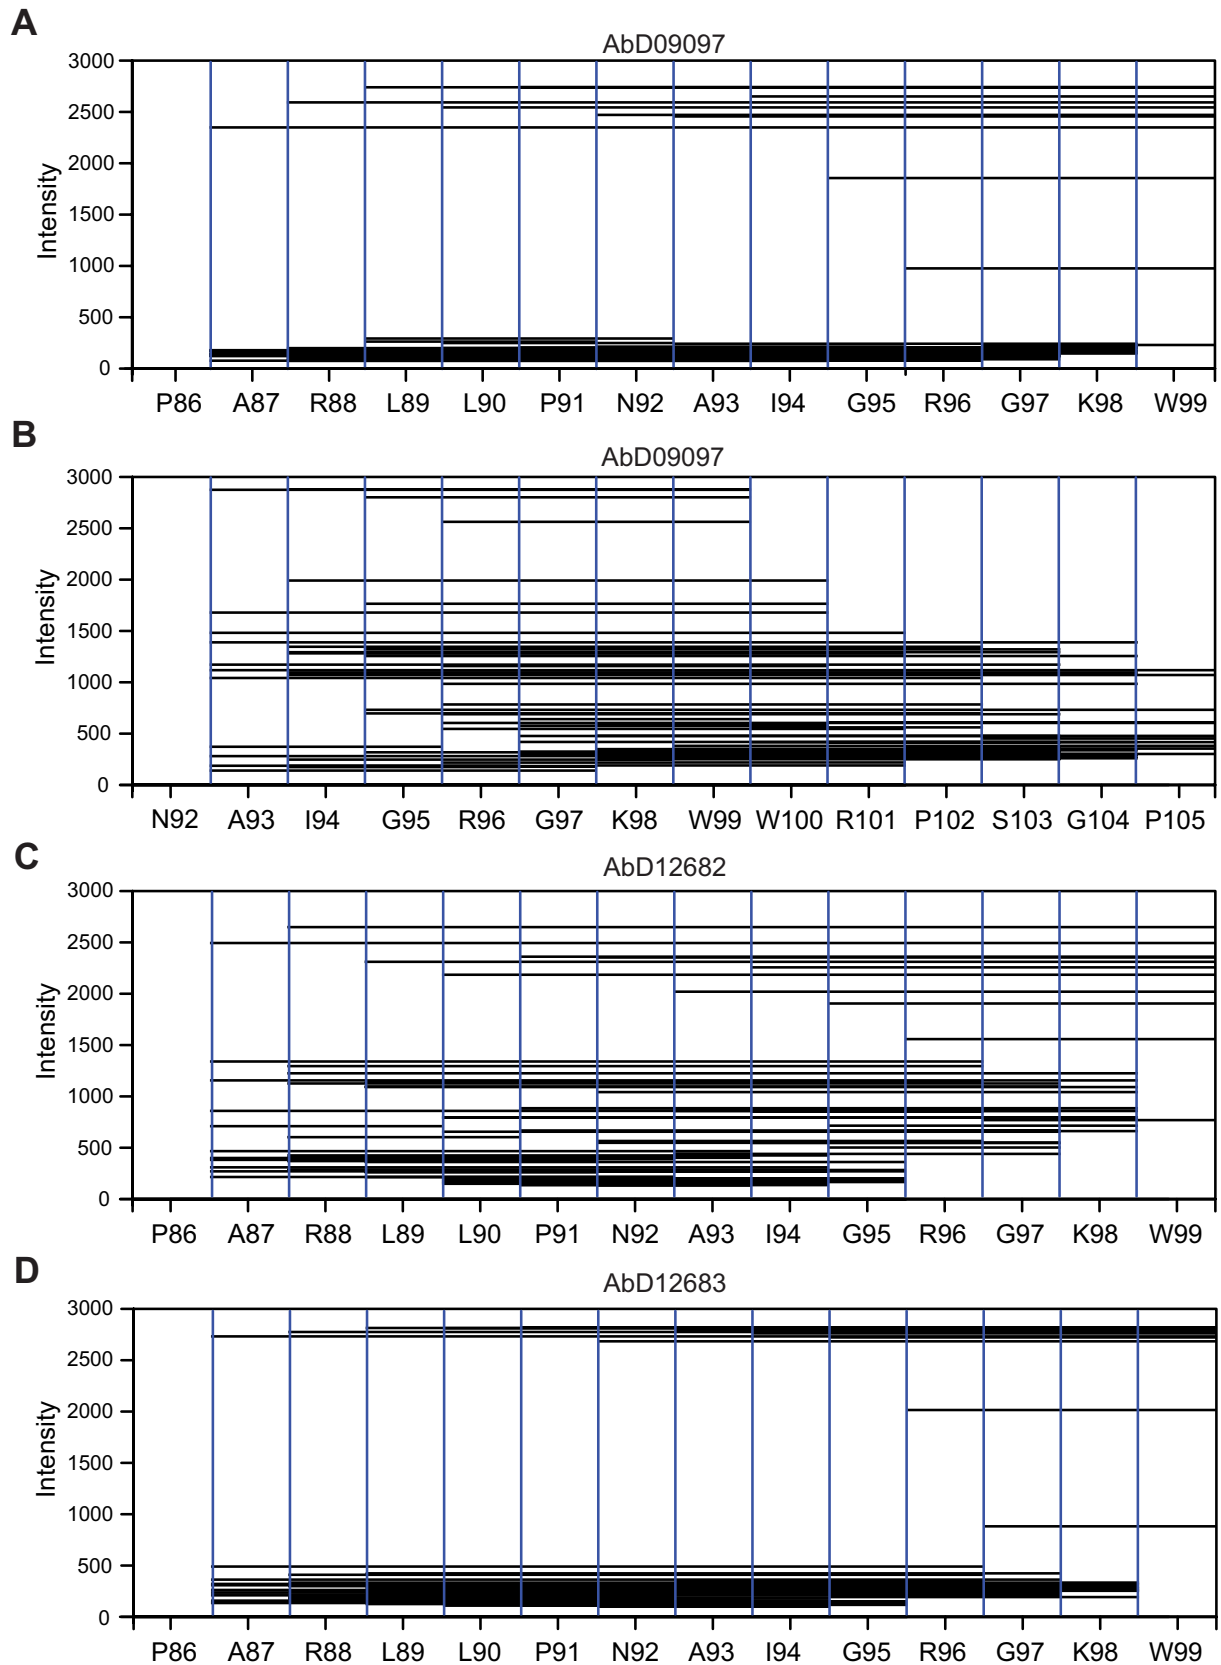 A
AbD09097
3000
2500
2000
1500
1000
500
0
Intensity
P86 A87 R88 L89 L90 P91 N92 A93 I94 G95 R96 G97 K98 W99
B
AbD09097
3000
2500
2000
1500
1000
500
0
Intensity
N92 A93 I94 G95 R96 G97 K98 W99 W100 R101 P102 S103 G104 P105
C
AbD12682
3000
2500
2000
1500
1000
500
0
Intensity
P86 A87 R88 L89 L90 P91 N92 A93 I94 G95 R96 G97 K98 W99
D
AbD12683
3000
2500
2000
1500
1000
500
0
Intensity
P86 A87 R88 L89 L90 P91 N92 A93 I94 G95 R96 G97 K98 W99